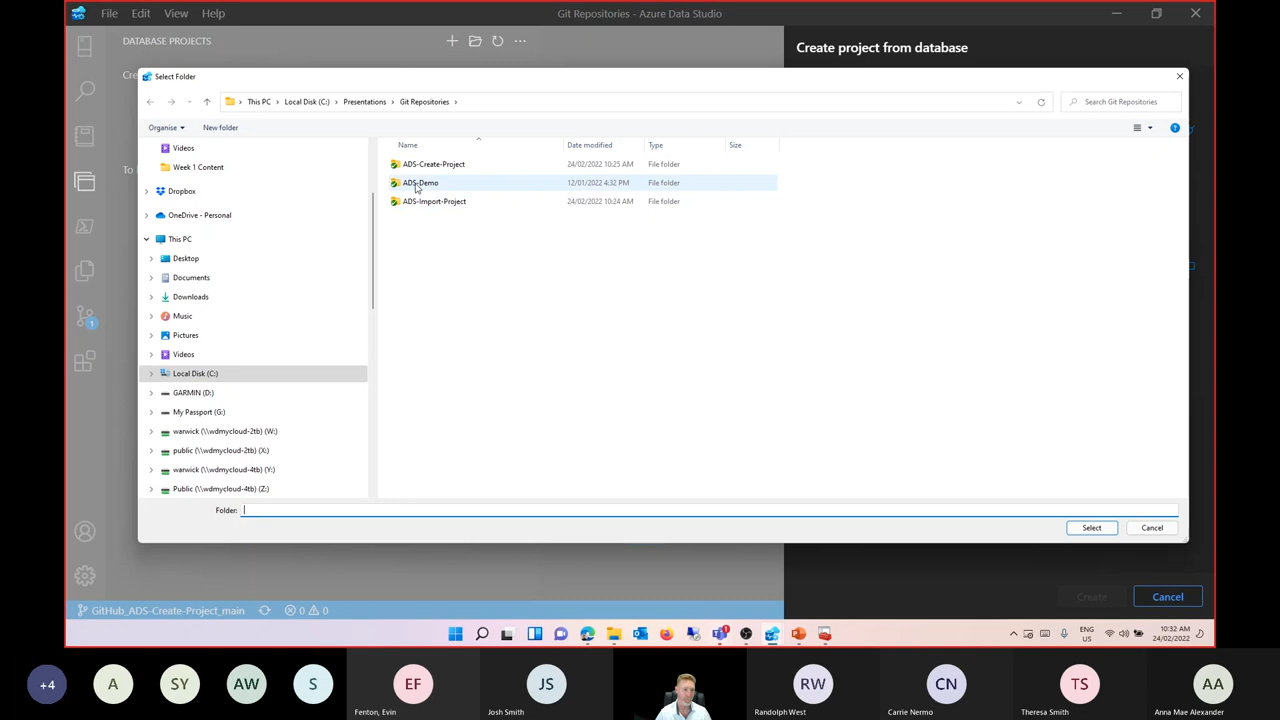 File Edit View Help
Git Repositories - Azure Data Studio
DATABASE PROJECTS
Create project from database
Cre
Select Folder
This PC > Local Disk (C:) > Presentations > Git Repositories >
Search Git Repositories
Organise New folder
Name Date modified Type Size
Videos
Week 1 Content
Dropbox
OneDrive - Personal
This PC
Desktop
Documents
Downloads
Music
Pictures
Videos
Local Disk (C:)
GARMIN (D:)
My Passport (G:)
warwick (\\wdmycloud-2tb) (W:)
public (\\wdmycloud-2tb) (X:)
warwick (\\wdmycloud-4tb) (Y:)
Public (\\wdmycloud-4tb) (Z:)
ADS-Create-Project 24/02/2022 10:25 AM File folder
ADS-Demo 12/01/2022 4:32 PM File folder
ADS-Import-Project 24/02/2022 10:24 AM File folder
To l
Folder:
Select Cancel
1
Create Cancel
GitHub_ADS-Create-Project_main 0 0
1
ENG
US
10:32 AM
24/02/2022
+4 A SY AW S EF JS RW CN TS AA
Fenton, Evin Josh Smith Randolph West Carrie Nermo Theresa Smith Anna Mae Alexander